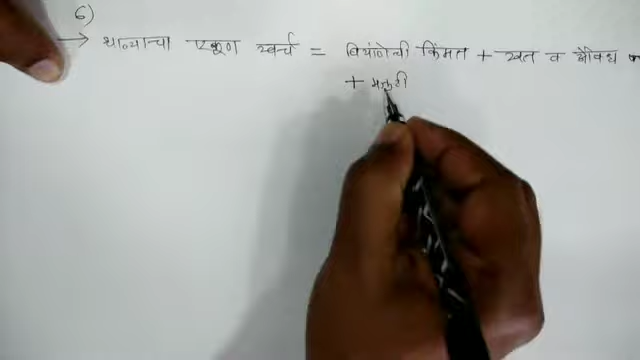 6)
→ धान्याचा एकूण खर्च = बियांणेची किंमत + खत व औषध
+ मजुरी